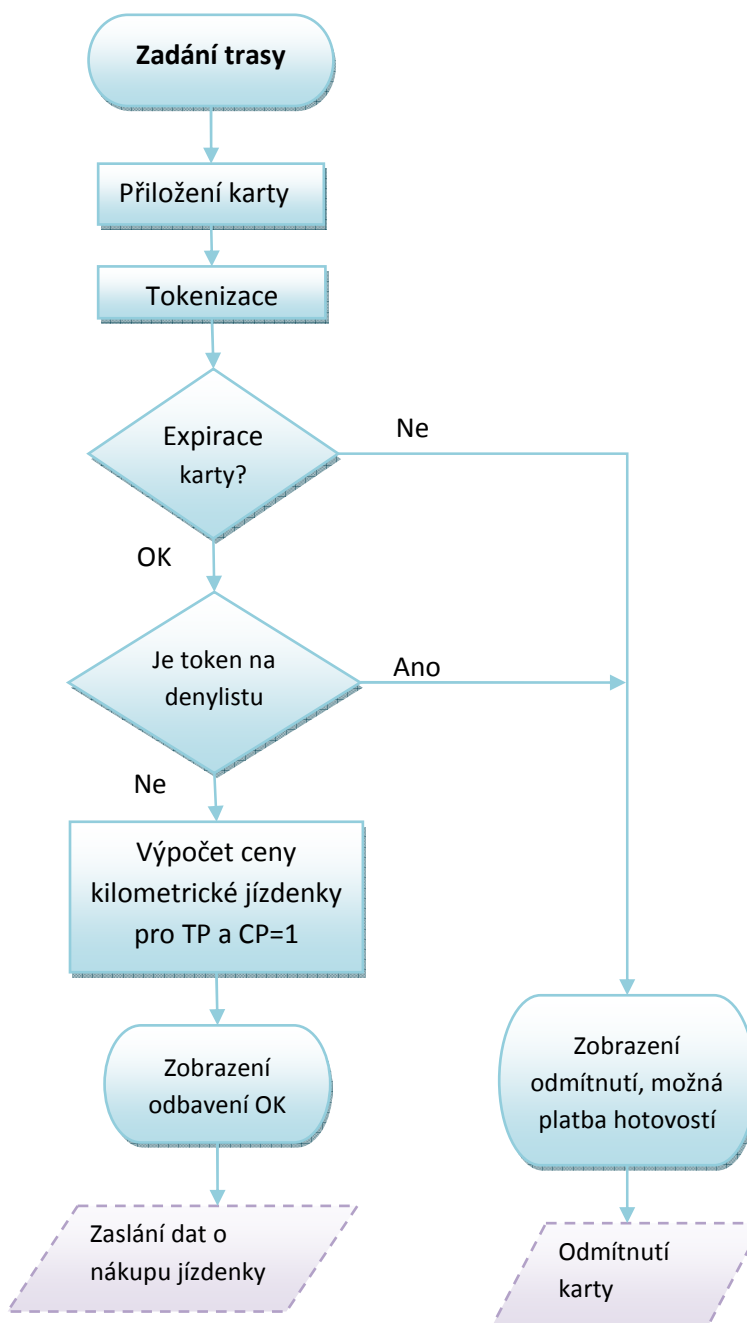 Zadání trasy
Přiložení karty
Tokenizace
Expirace
karty?
Ne
OK
Je token na
denylistu
Ano
Ne
Výpočet ceny
kilometrické jízdenky
pro TP a CP=1
Zobrazení
odbavení OK
Zobrazení
odmítnutí, možná
platba hotovostí
Zaslání dat o
nákupu jízdenky
Odmítnutí
karty